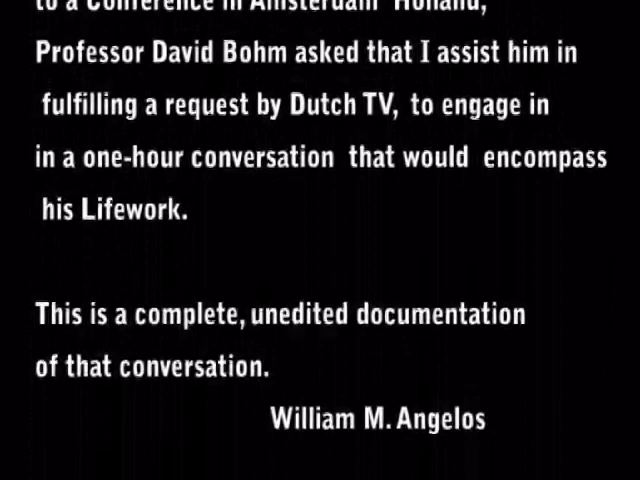 to a Conference in Amsterdam Holland,
Professor David Bohm asked that I assist him in
fulfilling a request by Dutch TV, to engage in
in a one-hour conversation that would encompass
his Lifework.
This is a complete, unedited documentation
of that conversation.
William M. Angelos